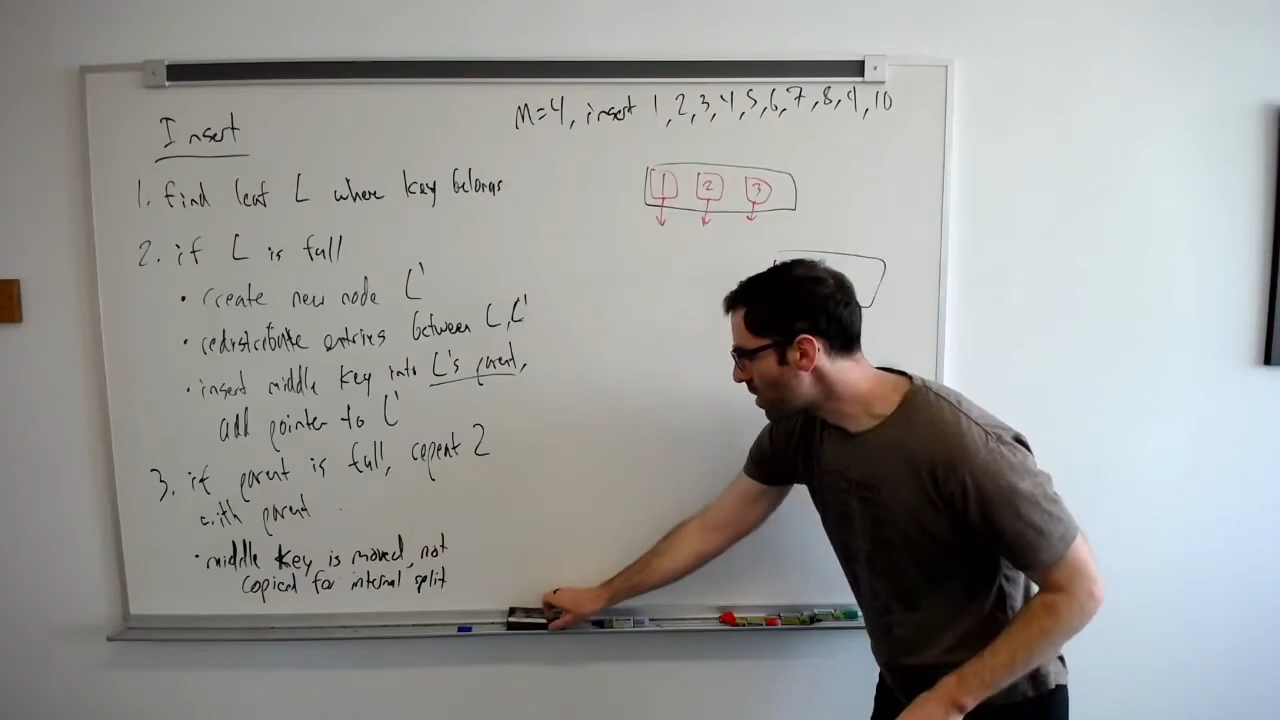 Insert
M=4, insert 1,2,3,4,5,6,7,8,9,10
1. find leaf L where key belongs
1 2 3
2. if L is full
• create new node L'
• redistribute entries between L,L'
• insert middle key into L's parent,
add pointer to L'
3. if parent is full, repeat 2
with parent
• middle key is moved, not
copied for internal split